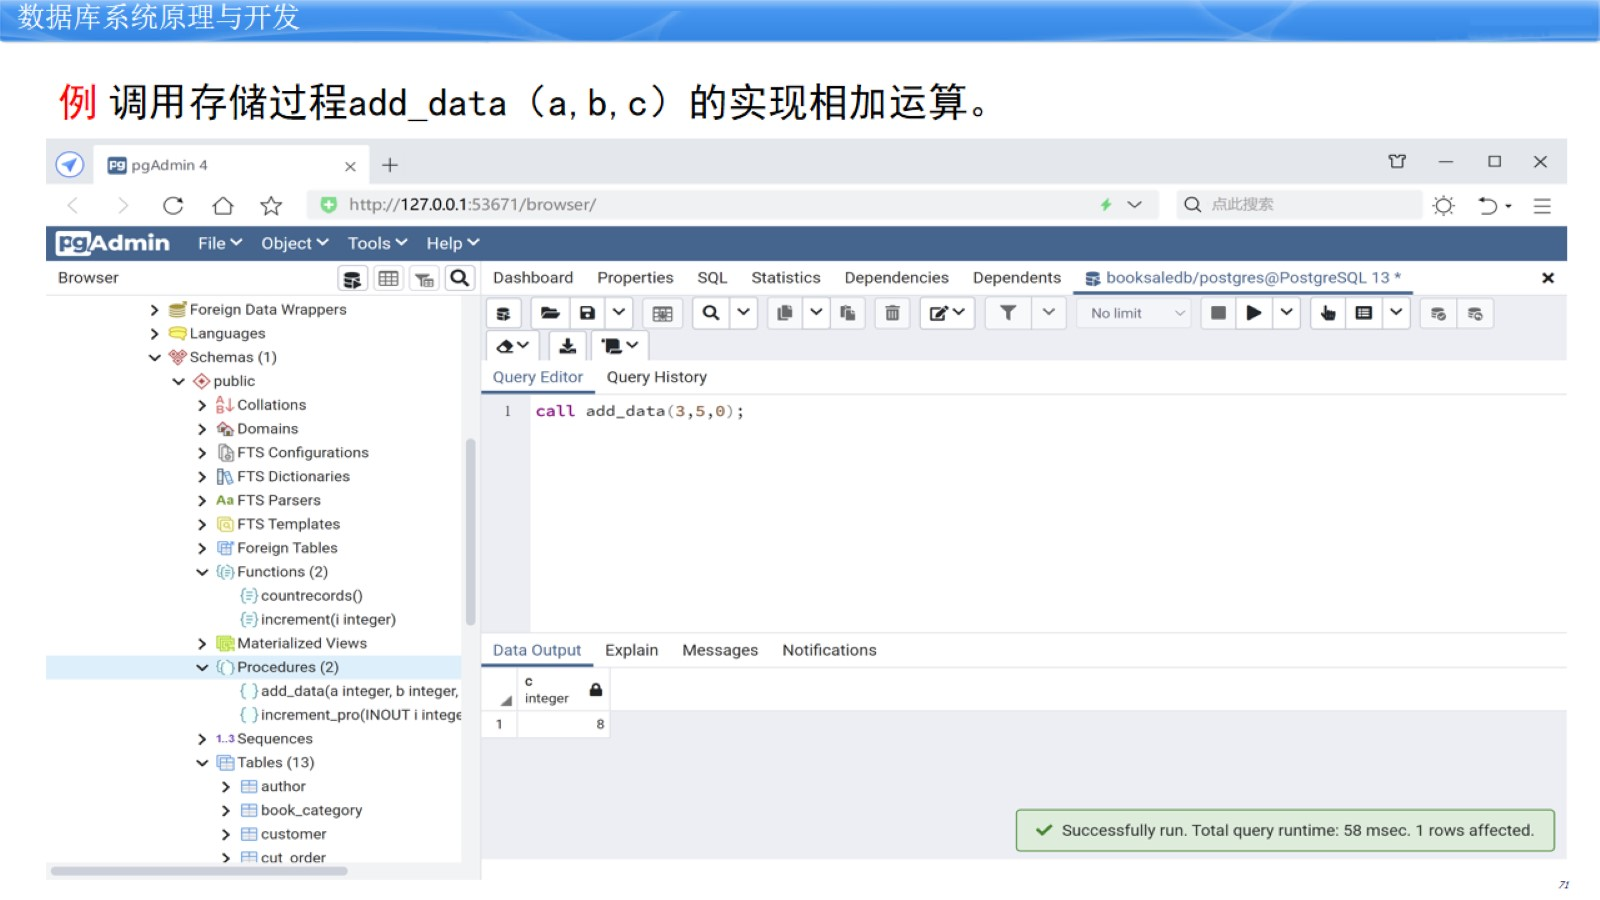 数据库系统原理与开发
例 调用存储过程add_data（a,b,c）的实现相加运算。
pgAdmin 4
http://127.0.0.1:53671/browser/
点此搜索
pgAdmin File Object Tools Help
Browser
Dashboard Properties SQL Statistics Dependencies Dependents booksaledb/postgres@PostgreSQL 13 *
No limit
Foreign Data Wrappers
Languages
Schemas (1)
public
Collations
Domains
FTS Configurations
FTS Dictionaries
Aa FTS Parsers
FTS Templates
Foreign Tables
Functions (2)
countrecords()
increment(i integer)
Materialized Views
Procedures (2)
add_data(a integer, b integer,
increment_pro(INOUT i intege
1..3 Sequences
Tables (13)
author
book_category
customer
cut_order
Query Editor Query History
1 call add_data(3,5,0);
Data Output Explain Messages Notifications
c
integer
1 8
Successfully run. Total query runtime: 58 msec. 1 rows affected.
71